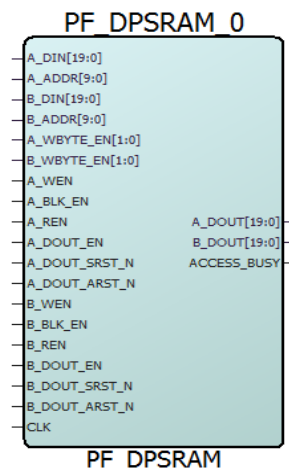 PF_DPSRAM_0
A_DIN[19:0]
A_ADDR[9:0]
B_DIN[19:0]
B_ADDR[9:0]
A_WBYTE_EN[1:0]
B_WBYTE_EN[1:0]
A_WEN
A_BLK_EN
A_REN A_DOUT[19:0]
A_DOUT_EN B_DOUT[19:0]
A_DOUT_SRST_N ACCESS_BUSY
A_DOUT_ARST_N
B_WEN
B_BLK_EN
B_REN
B_DOUT_EN
B_DOUT_SRST_N
B_DOUT_ARST_N
CLK
PF_DPSRAM